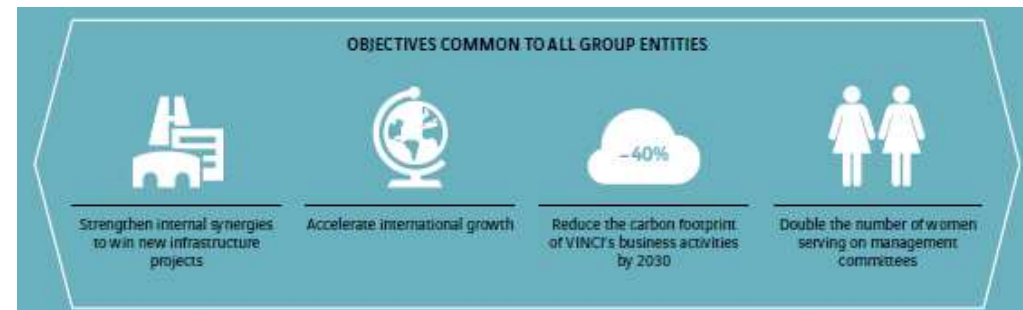 OBJECTIVES COMMON TO ALL GROUP ENTITIES
–40%
Strengthen internal synergies
to win new infrastructure
projects
Accelerate international growth
Reduce the carbon footprint
of VINCI's business activities
by 2030
Double the number of women
serving on management
committees